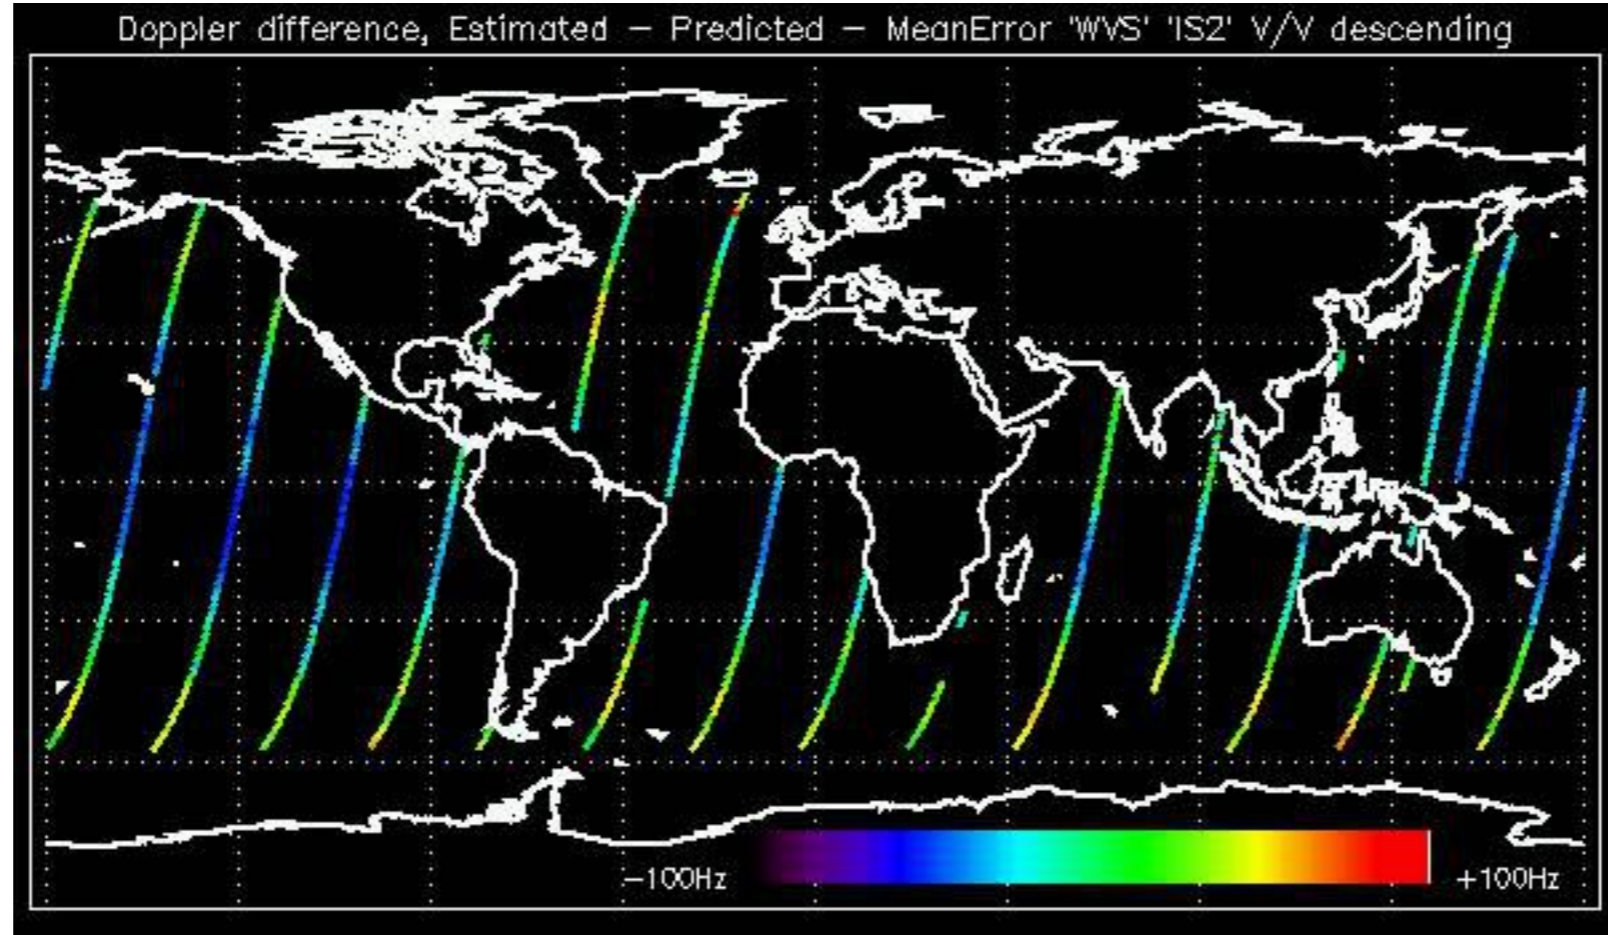 Doppler difference, Estimated — Predicted — MeanError 'WVS' 'IS2' V/V descending
—100Hz +100Hz